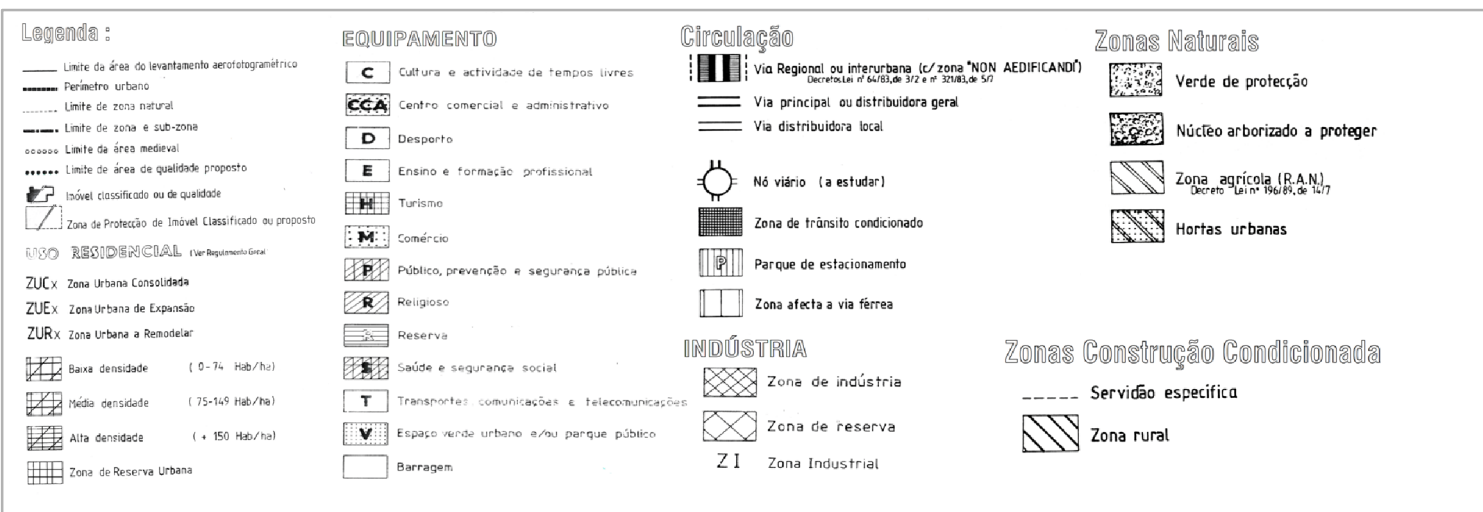 Legenda :
Limite da área do levantamento aerofotogramétrico
Perímetro urbano
Limite de zona natural
Limite de zona e sub-zona
Limite da área medieval
Limite de área de qualidade proposto
Imóvel classificado ou de qualidade
Zona de Protecção de Imóvel Classificado ou proposto
USO RESIDENCIAL (Ver Regulamento Geral
ZUCx Zona Urbana Consolidada
ZUEx Zona Urbana de Expansão
ZURx Zona Urbana a Remodelar
Baixa densidade ( 0-74 Hab/ha)
Média densidade ( 75-149 Hab/ha)
Alta densidade ( + 150 Hab/ha)
Zona de Reserva Urbana
EQUIPAMENTO
C Cultura e actividade de tempos livres
CCA Centro comercial e administrativo
D Desporto
E Ensino e formação profissional
H Turismo
M Comércio
P Público, prevenção e segurança pública
R Religioso
Reserva
S Saúde e segurança social
T Transportes comunicações e telecomunicações
V Espaço verde urbano e/ou parque público
Barragem
Circulação
Via Regional ou interurbana (c/ zona "NON AEDIFICANDI")
Decretos.Lei nº 64/83,de 3/2 e nº 321/83,de 5/7
Via principal ou distribuidora geral
Via distribuidora local
Nó viário (a estudar)
Zona de trânsito condicionado
P Parque de estacionamento
Zona afecta a via férrea
INDÚSTRIA
Zona de indústria
Zona de reserva
ZI Zona Industrial
Zonas Naturais
Verde de protecção
Núcleo arborizado a proteger
Zona agrícola (R.A.N.)
Decreto Lei nº 196/89, de 14/7
Hortas urbanas
Zonas Construção Condicionada
Servidão específica
Zona rural